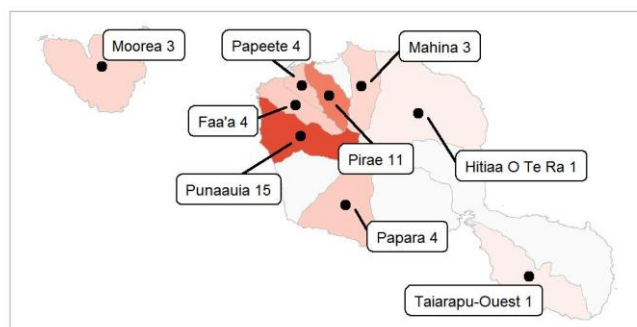 Moorea 3
Papeete 4
Mahina 3
Faa'a 4
Pirae 11
Hitiaa O Te Ra 1
Punaauia 15
Papara 4
Taiarapu-Ouest 1